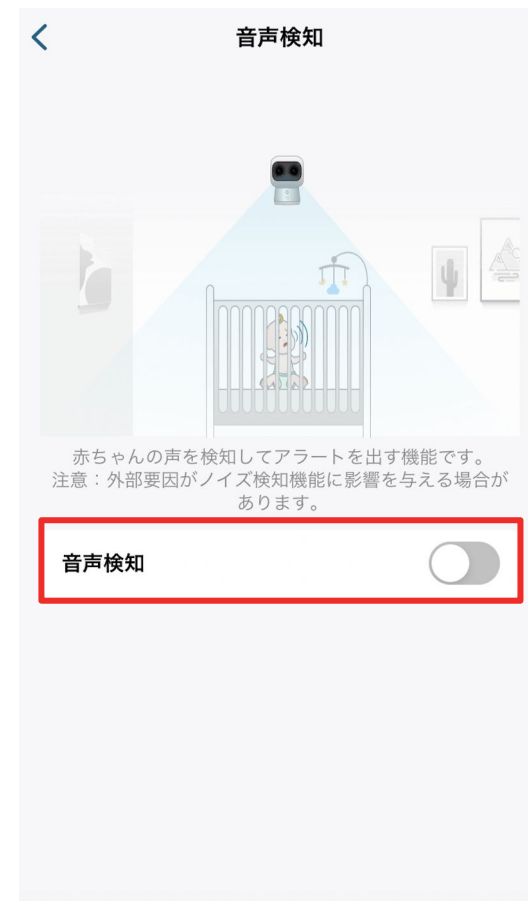 音声検知
赤ちゃんの声を検知してアラートを出す機能です。
注意：外部要因がノイズ検知機能に影響を与える場合が
あります。
音声検知